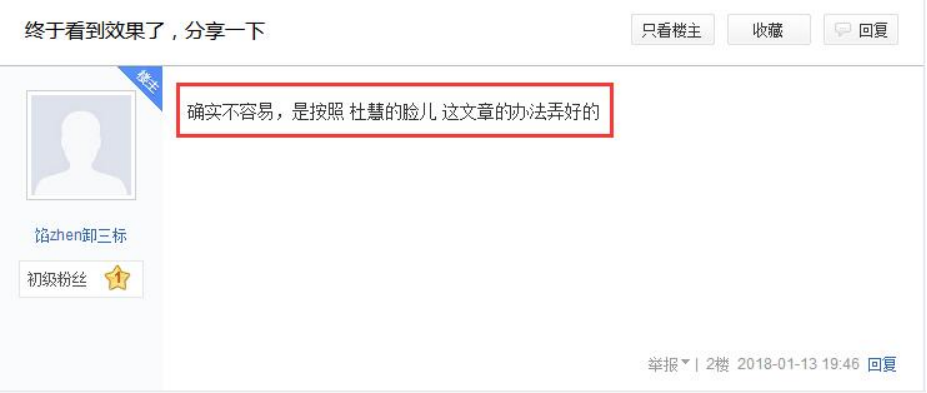 终于看到效果了，分享一下
只看楼主 收藏 回复
楼主
确实不容易，是按照 杜慧的脸儿 这文章的办法弄好的
馅zhen卸三标
初级粉丝 1
举报 | 2楼 2018-01-13 19:46 回复